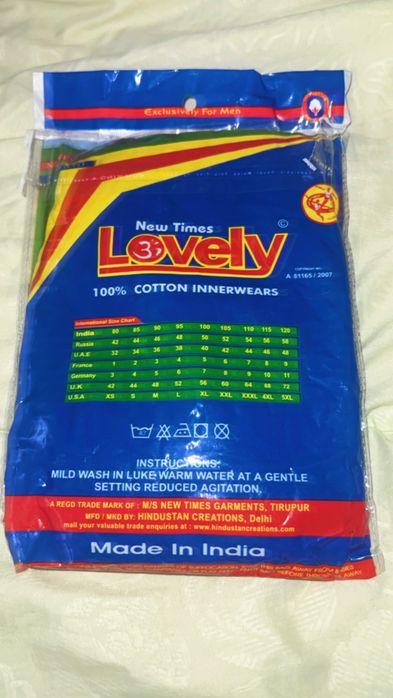 Exclusively For Men
New Times
©
Lovely
3's
COPYRIGHT NO.:
A 81165 / 2007
100% COTTON INNERWEARS
International Size Chart
India 80 85 90 95 100 105 110 115 120
Russia 42 44 46 48 50 52 54 56 58
U.A.E 32 34 36 38 40 42 44 46 48
France 1 2 3 4 5 6 7 8 9
Germany 3 4 5 6 7 8 9 10 11
U.K 42 44 48 52 56 60 64 68 72
U.S.A XS S M L XL XXL XXXL 4XL 5XL
INSTRUCTIONS:
MILD WASH IN LUKE WARM WATER AT A GENTLE
SETTING REDUCED AGITATION,
A REGD TRADE MARK OF : M/S NEW TIMES GARMENTS, TIRUPUR
MFD / MKD BY: HINDUSTAN CREATIONS, Delhi
mail your valuable trade enquiries at : www.hindustancreations.com
Made In India